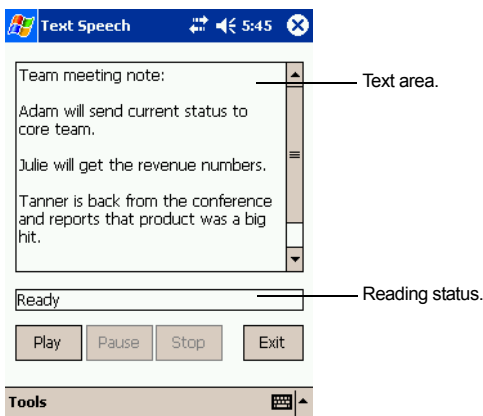 Text Speech 5:45
Team meeting note:
Text area.
Adam will send current status to
core team.
Julie will get the revenue numbers.
Tanner is back from the conference
and reports that product was a big
hit.
Ready
Reading status.
Play Pause Stop Exit
Tools